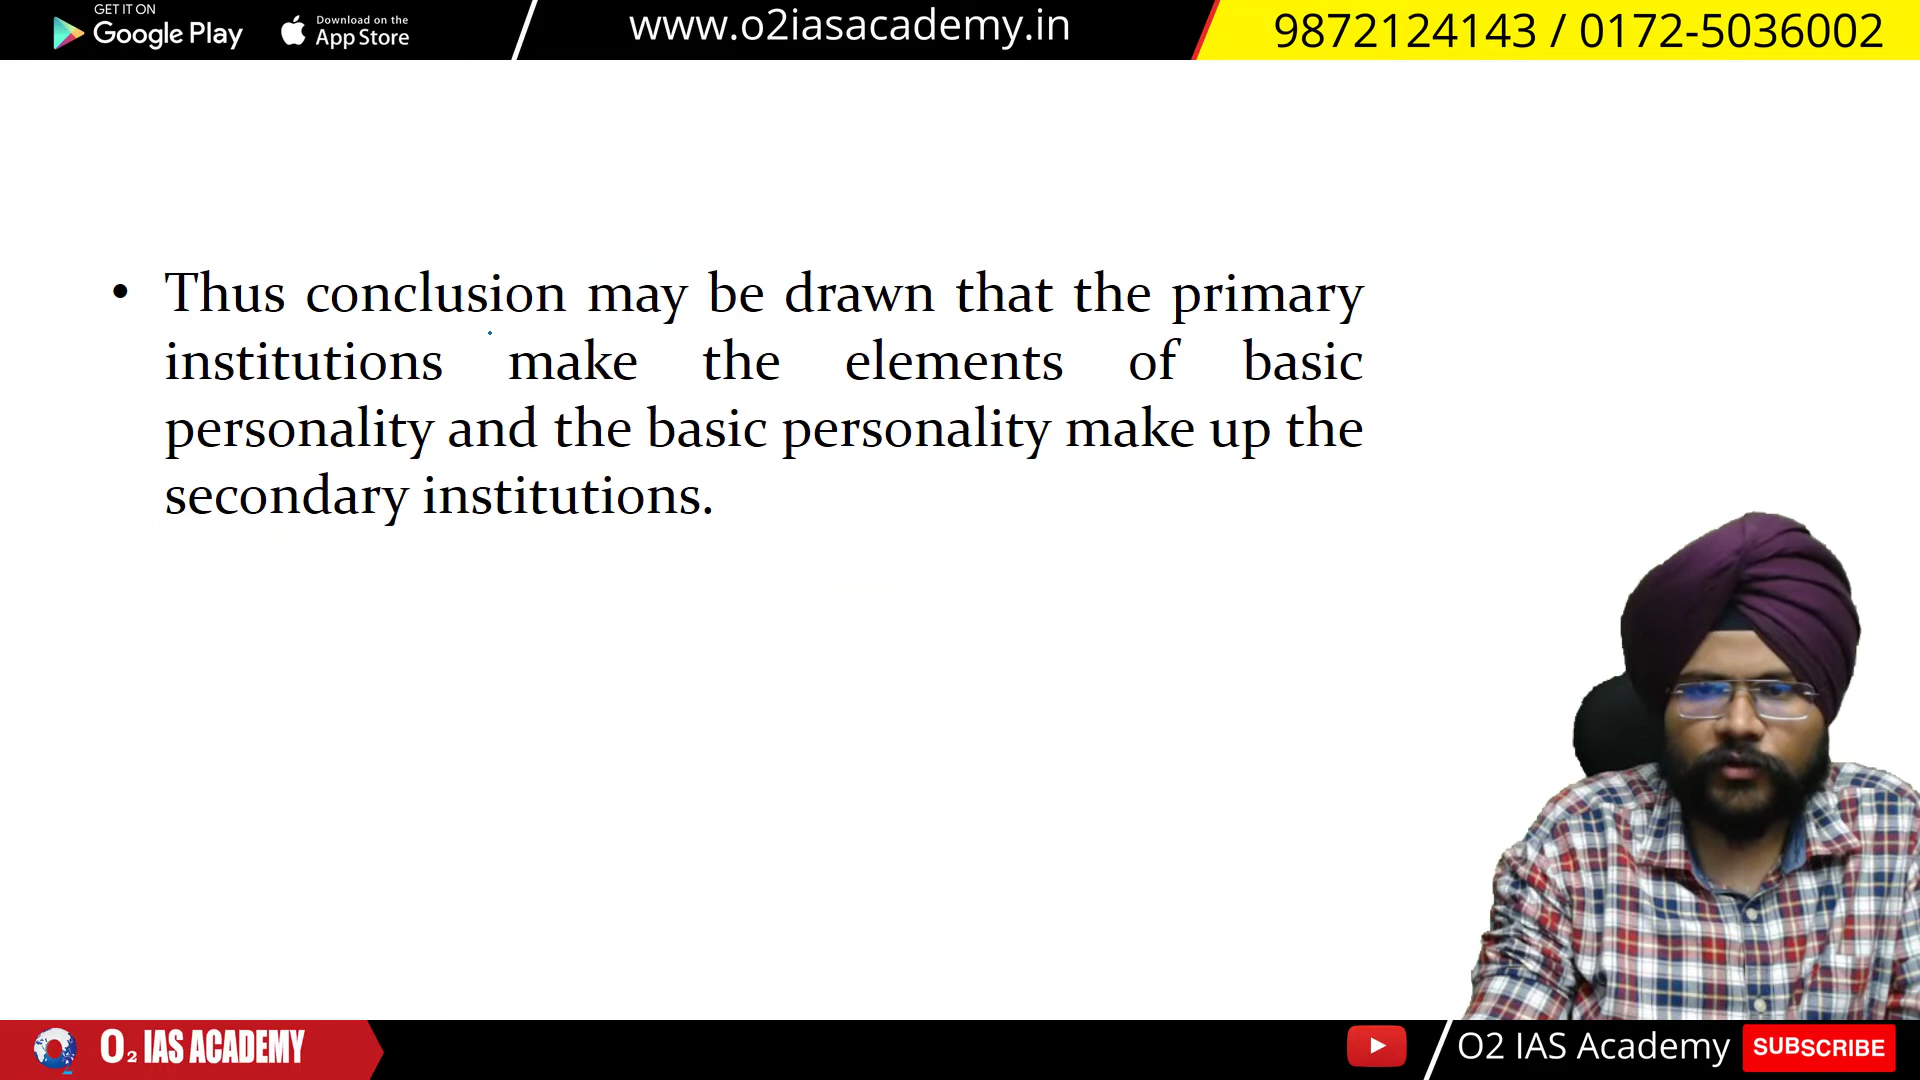 GET IT ON
Google Play
Download on the
App Store
www.o2iasacademy.in
9872124143 / 0172-5036002
• Thus conclusion may be drawn that the primary
institutions make the elements of basic
personality and the basic personality make up the
secondary institutions.
O₂ IAS ACADEMY
O2 IAS Academy
SUBSCRIBE